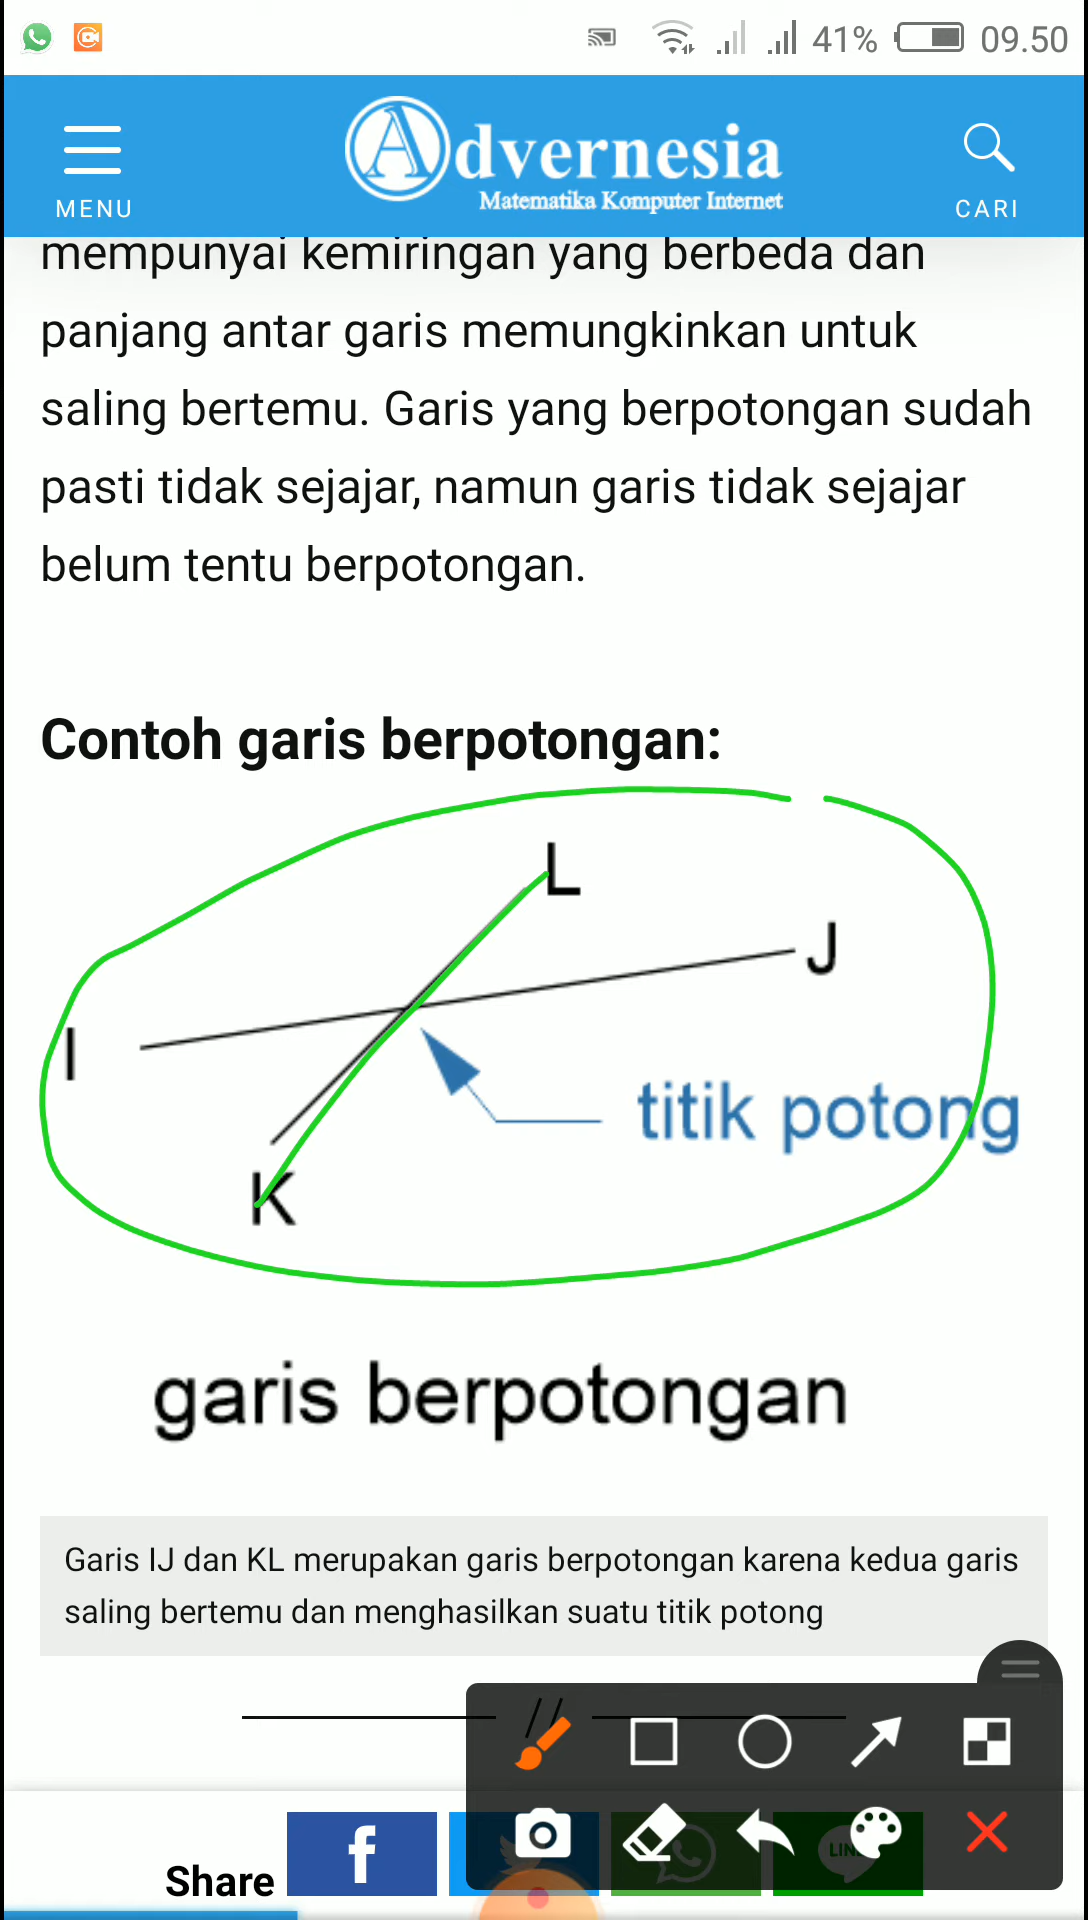 41% 09.50
MENU
Advernesia
Matematika Komputer Internet
CARI
mempunyai kemiringan yang berbeda dan
panjang antar garis memungkinkan untuk
saling bertemu. Garis yang berpotongan sudah
pasti tidak sejajar, namun garis tidak sejajar
belum tentu berpotongan.
Contoh garis berpotongan:
L
J
I
titik potong
K
garis berpotongan
Garis IJ dan KL merupakan garis berpotongan karena kedua garis
saling bertemu dan menghasilkan suatu titik potong
//
Share f